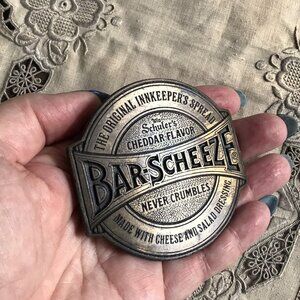 THE ORIGINAL INNKEEPER'S SPREAD
Schuler's
CHEDDAR FLAVOR
BAR-SCHEEZE
NEVER CRUMBLES
MADE WITH CHEESE AND SALAD DRESSING